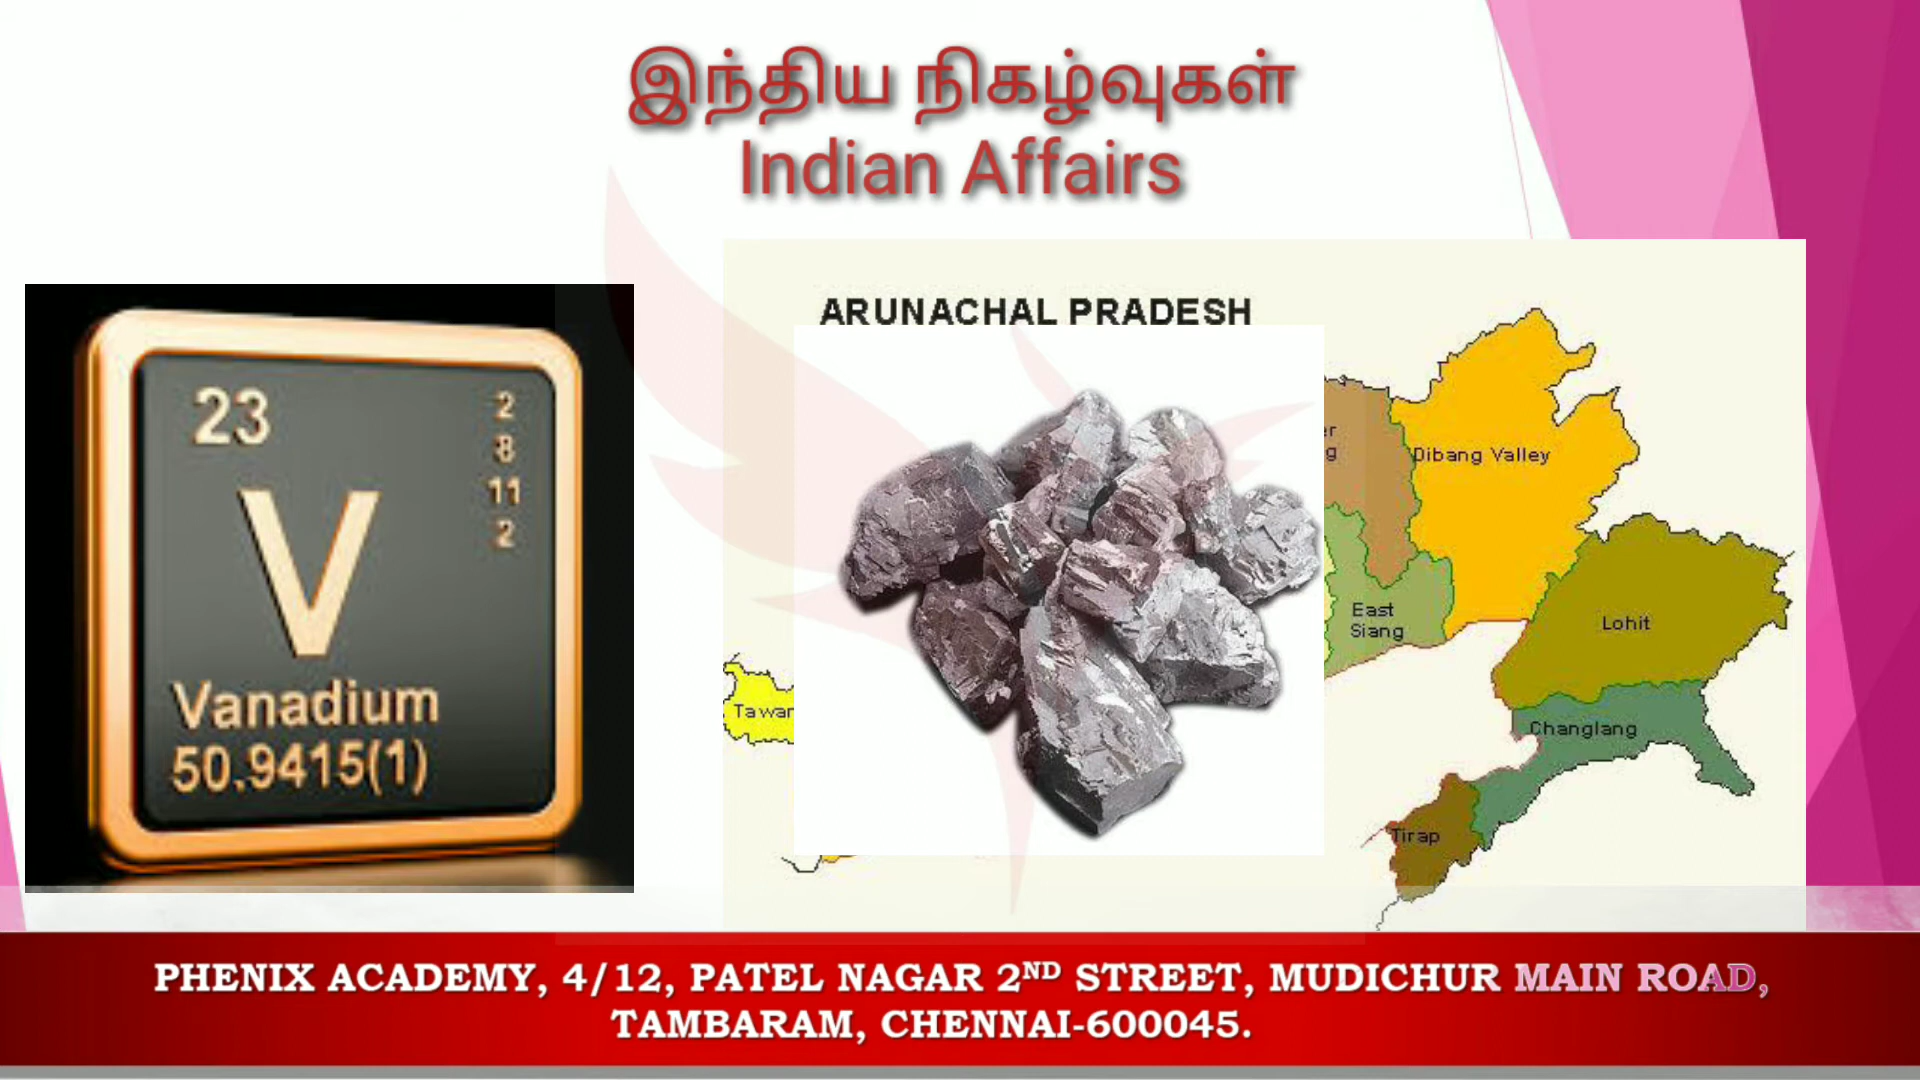 இந்திய நிகழ்வுகள்
Indian Affairs
23
2
8
11
2
V
Vanadium
50.9415(1)
ARUNACHAL PRADESH
Dibang Valley
East
Siang
Lohit
Changlang
Tirap
PHENIX ACADEMY, 4/12, PATEL NAGAR 2ND STREET, MUDICHUR MAIN ROAD,
TAMBARAM, CHENNAI-600045.